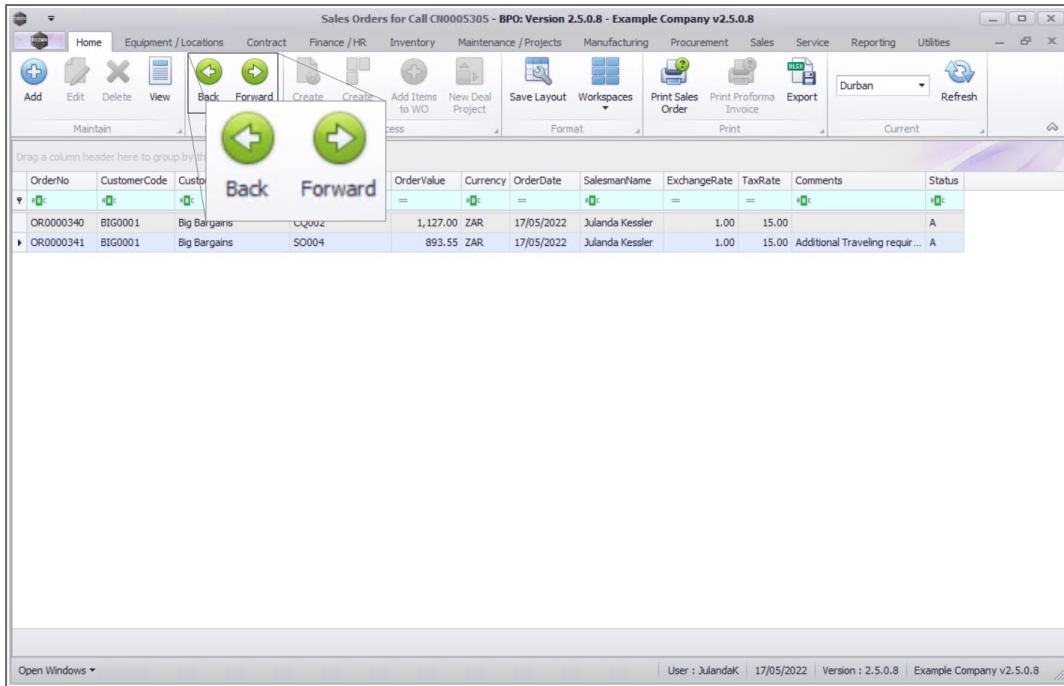 Sales Orders for Call CN0005305 - BPO: Version 2.5.0.8 - Example Company v2.5.0.8
Home Equipment / Locations Contract Finance / HR Inventory Maintenance / Projects Manufacturing Procurement Sales Service Reporting Utilities
Add Edit Delete View Back Forward Create Create Add Items to WO New Deal Project Save Layout Workspaces Print Sales Order Print Proforma Invoice Export Durban Refresh
Maintain Format Print Current
Drag a column header here to group by
Back Forward
OrderNo CustomerCode OrderValue Currency OrderDate SalesmanName ExchangeRate TaxRate Comments Status
OR0000340 BIG0001 Big Bargains CQ002 1,127.00 ZAR 17/05/2022 Julanda Kessler 1.00 15.00 A
OR0000341 BIG0001 Big Bargains SO004 893.55 ZAR 17/05/2022 Julanda Kessler 1.00 15.00 Additional Traveling requir... A
Open Windows User : JulandaK 17/05/2022 Version : 2.5.0.8 Example Company v2.5.0.8